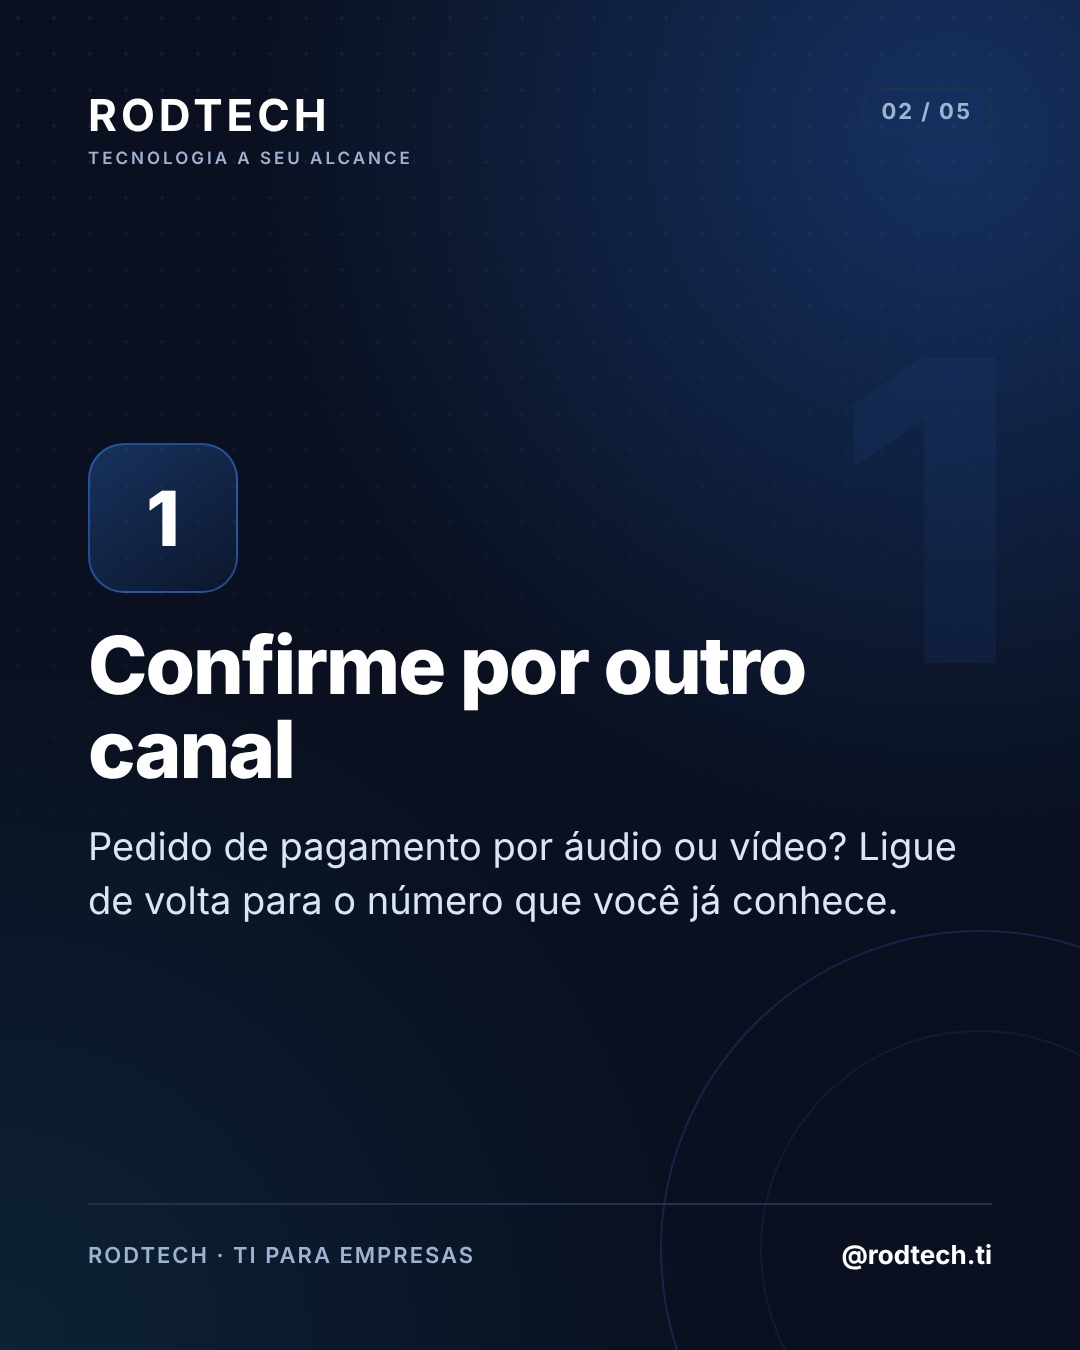 RODTECH
TECNOLOGIA A SEU ALCANCE
02 / 05
1
1
Confirme por outro
canal
Pedido de pagamento por áudio ou vídeo? Ligue
de volta para o número que você já conhece.
RODTECH · TI PARA EMPRESAS
@rodtech.ti